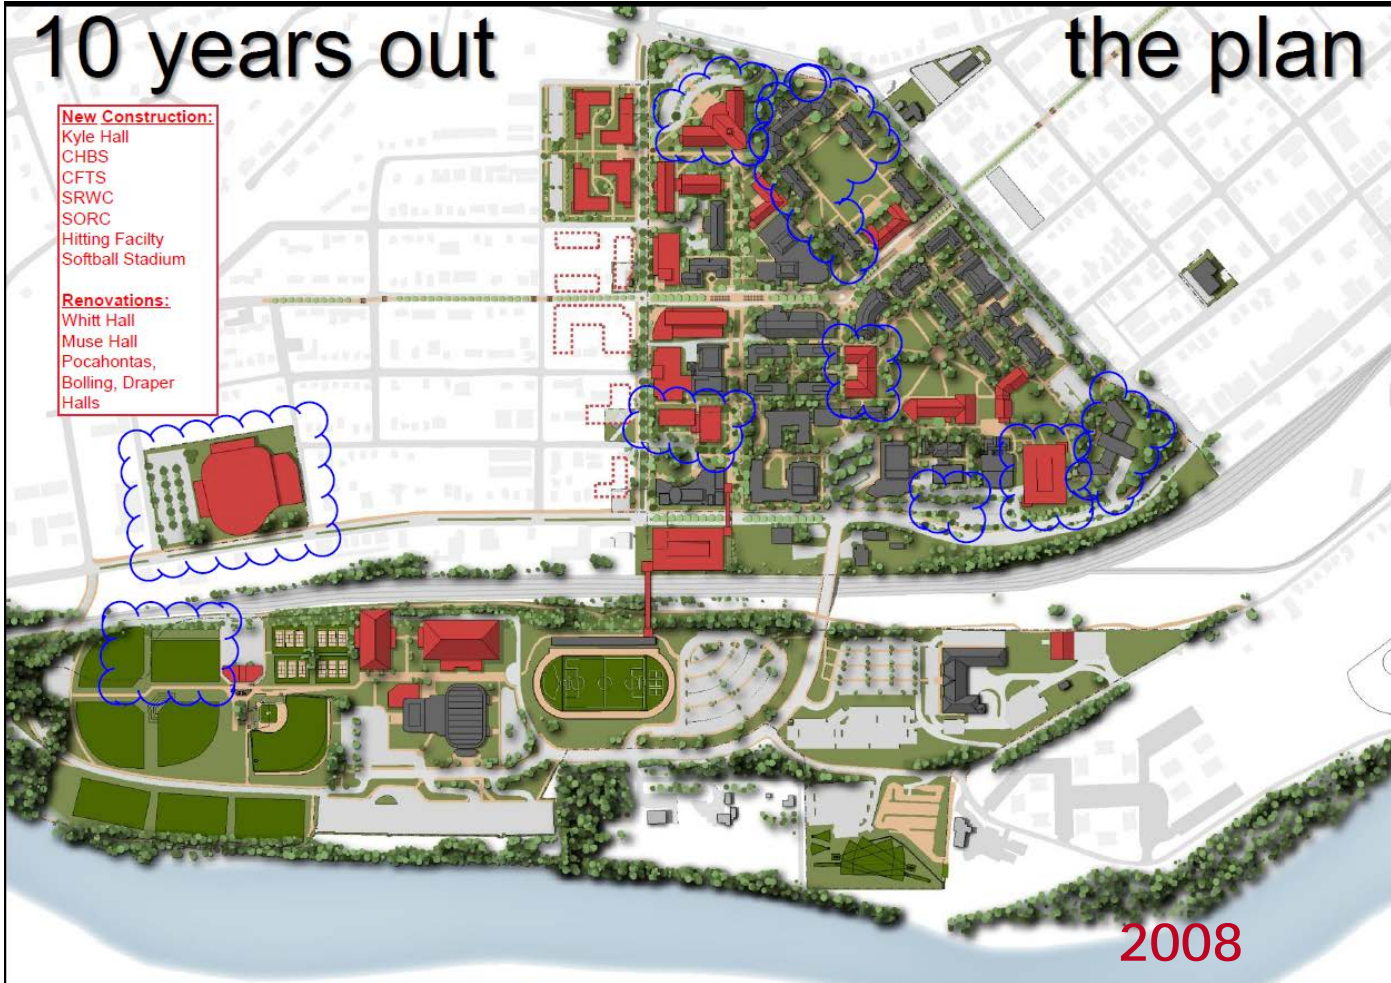 10 years out
the plan
New Construction:
Kyle Hall
CHBS
CFTS
SRWC
SORC
Hitting Facilty
Softball Stadium
Renovations:
Whitt Hall
Muse Hall
Pocahontas,
Bolling, Draper
Halls
2008